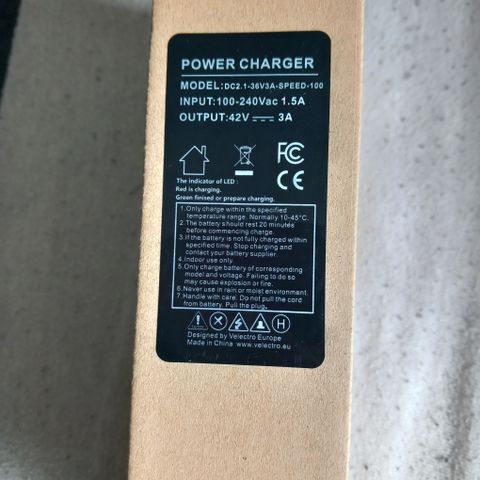 POWER CHARGER
MODEL:DC2.1-36V3A-SPEED-100
INPUT:100-240Vac 1.5A
OUTPUT:42V 3A
FC
CE
The indicator of LED :
Red is charging.
Green finised or prepare charging.
1.Only charge within the specified
temperature range. Normally 10-45°C.
2.The battery should rest 20 minutes
before commencing charge.
3.If the battery is not fully charged within
specified time. Stop charging and
contact your battery supplier.
4.Indoor use only.
5.Only charge battery of corresponding
model and voltage. Failing to do so
may cause explosion or fire.
6.Never use in rain or moist environment.
7.Handle with care. Do not pull the cord
from battery. Pull the plug.
H
Designed by Velectro Europe
Made in China www.velectro.eu